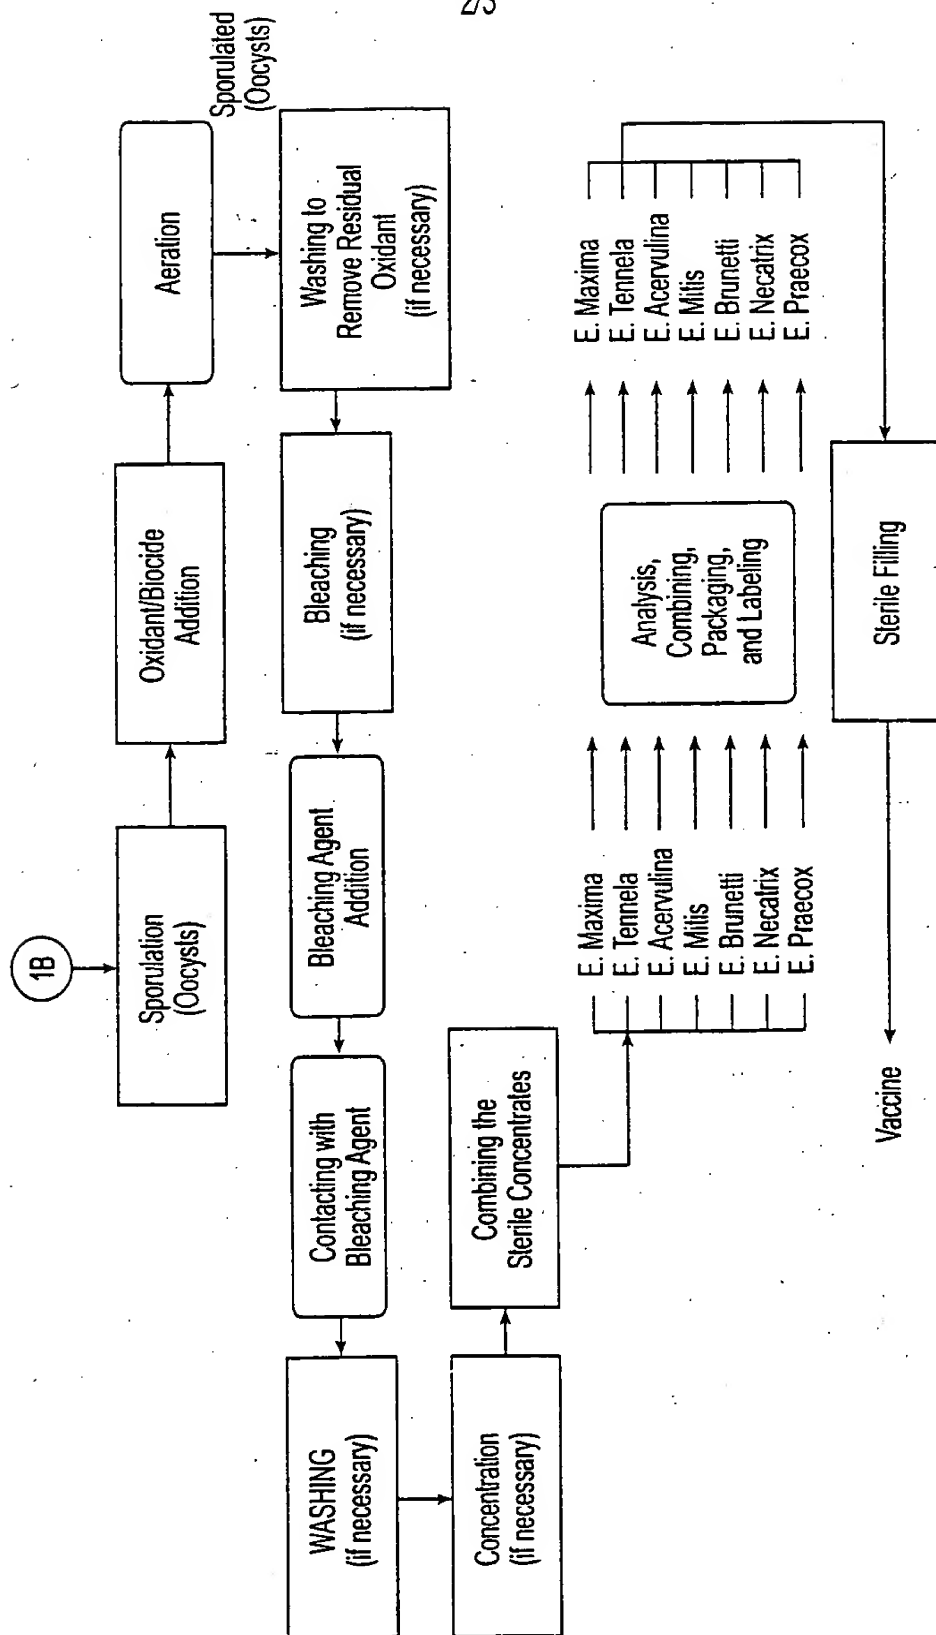 2/3
1B
Sporulation
(Oocysts)
Oxidant/Biocide
Addition
Aeration
Sporulated
(Oocysts)
Washing to
Remove Residual
Oxidant
(if necessary)
Bleaching
(if necessary)
Bleaching Agent
Addition
Contacting with
Bleaching Agent
WASHING
(if necessary)
Concentration
(if necessary)
Combining the
Sterile Concentrates
E. Maxima
E. Tennela
E. Acervulina
E. Mitis
E. Brunetti
E. Necatrix
E. Praecox
Analysis,
Combining,
Packaging,
and Labeling
E. Maxima
E. Tennela
E. Acervulina
E. Mitis
E. Brunetti
E. Necatrix
E. Praecox
Sterile Filling
Vaccine